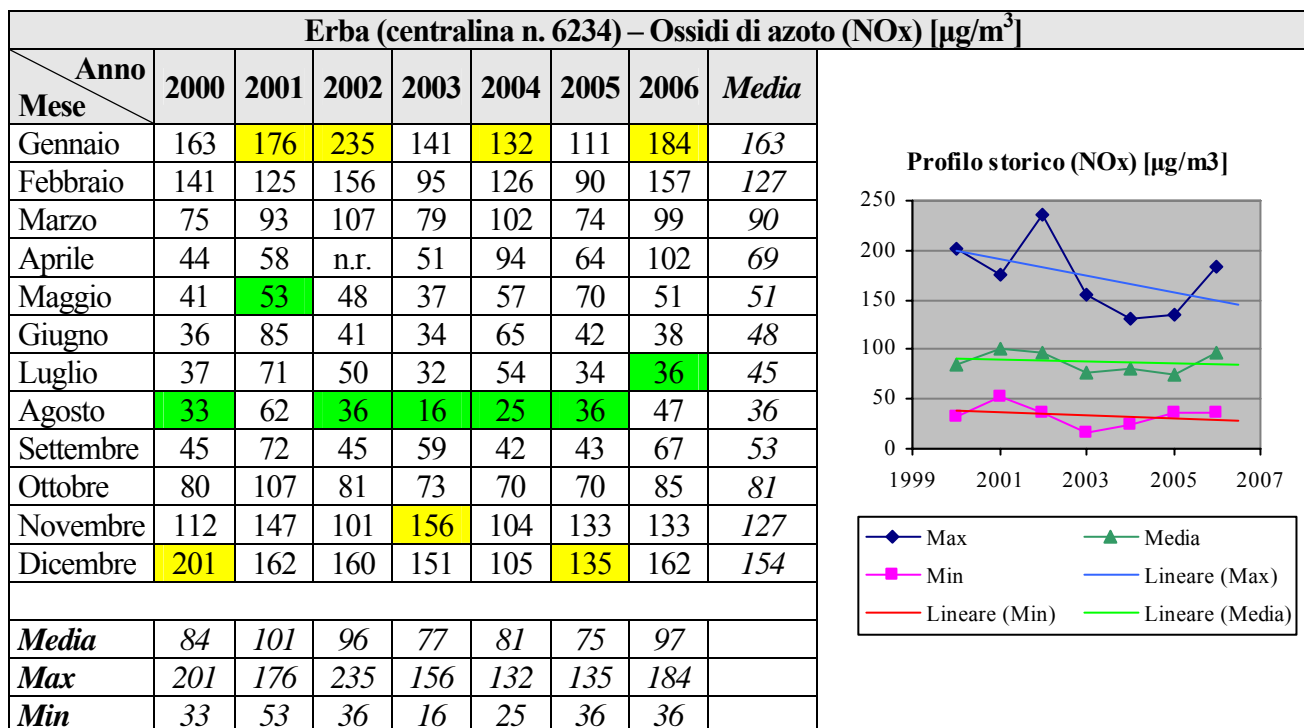 Erba (centralina n. 6234) – Ossidi di azoto (NOx) [µg/m³]
Anno
Mese 2000 2001 2002 2003 2004 2005 2006 Media
Gennaio 163 176 235 141 132 111 184 163
Febbraio 141 125 156 95 126 90 157 127
Marzo 75 93 107 79 102 74 99 90
Aprile 44 58 n.r. 51 94 64 102 69
Maggio 41 53 48 37 57 70 51 51
Giugno 36 85 41 34 65 42 38 48
Luglio 37 71 50 32 54 34 36 45
Agosto 33 62 36 16 25 36 47 36
Settembre 45 72 45 59 42 43 67 53
Ottobre 80 107 81 73 70 70 85 81
Novembre 112 147 101 156 104 133 133 127
Dicembre 201 162 160 151 105 135 162 154
Media 84 101 96 77 81 75 97
Max 201 176 235 156 132 135 184
Min 33 53 36 16 25 36 36
Profilo storico (NOx) [µg/m3]
250
200
150
100
50
0
1999 2001 2003 2005 2007
Max Media
Min Lineare (Max)
Lineare (Min) Lineare (Media)